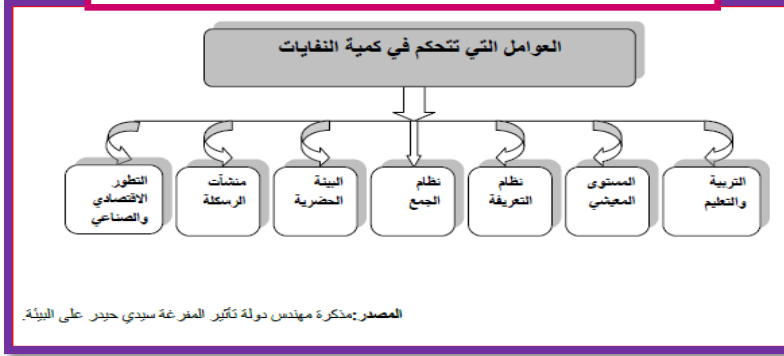 العوامل التي تتحكم في كمية النفايات
التربية
والتعليم
المستوى
المعيشي
نظام
التعريفة
نظام
الجمع
البيئة
الحضرية
منشآت
الرسكلة
التطور
الاقتصادي
والصناعي
المصدر:مذكرة مهندس دولة تأثير المفرغة سيدي حيدر على البيئة.